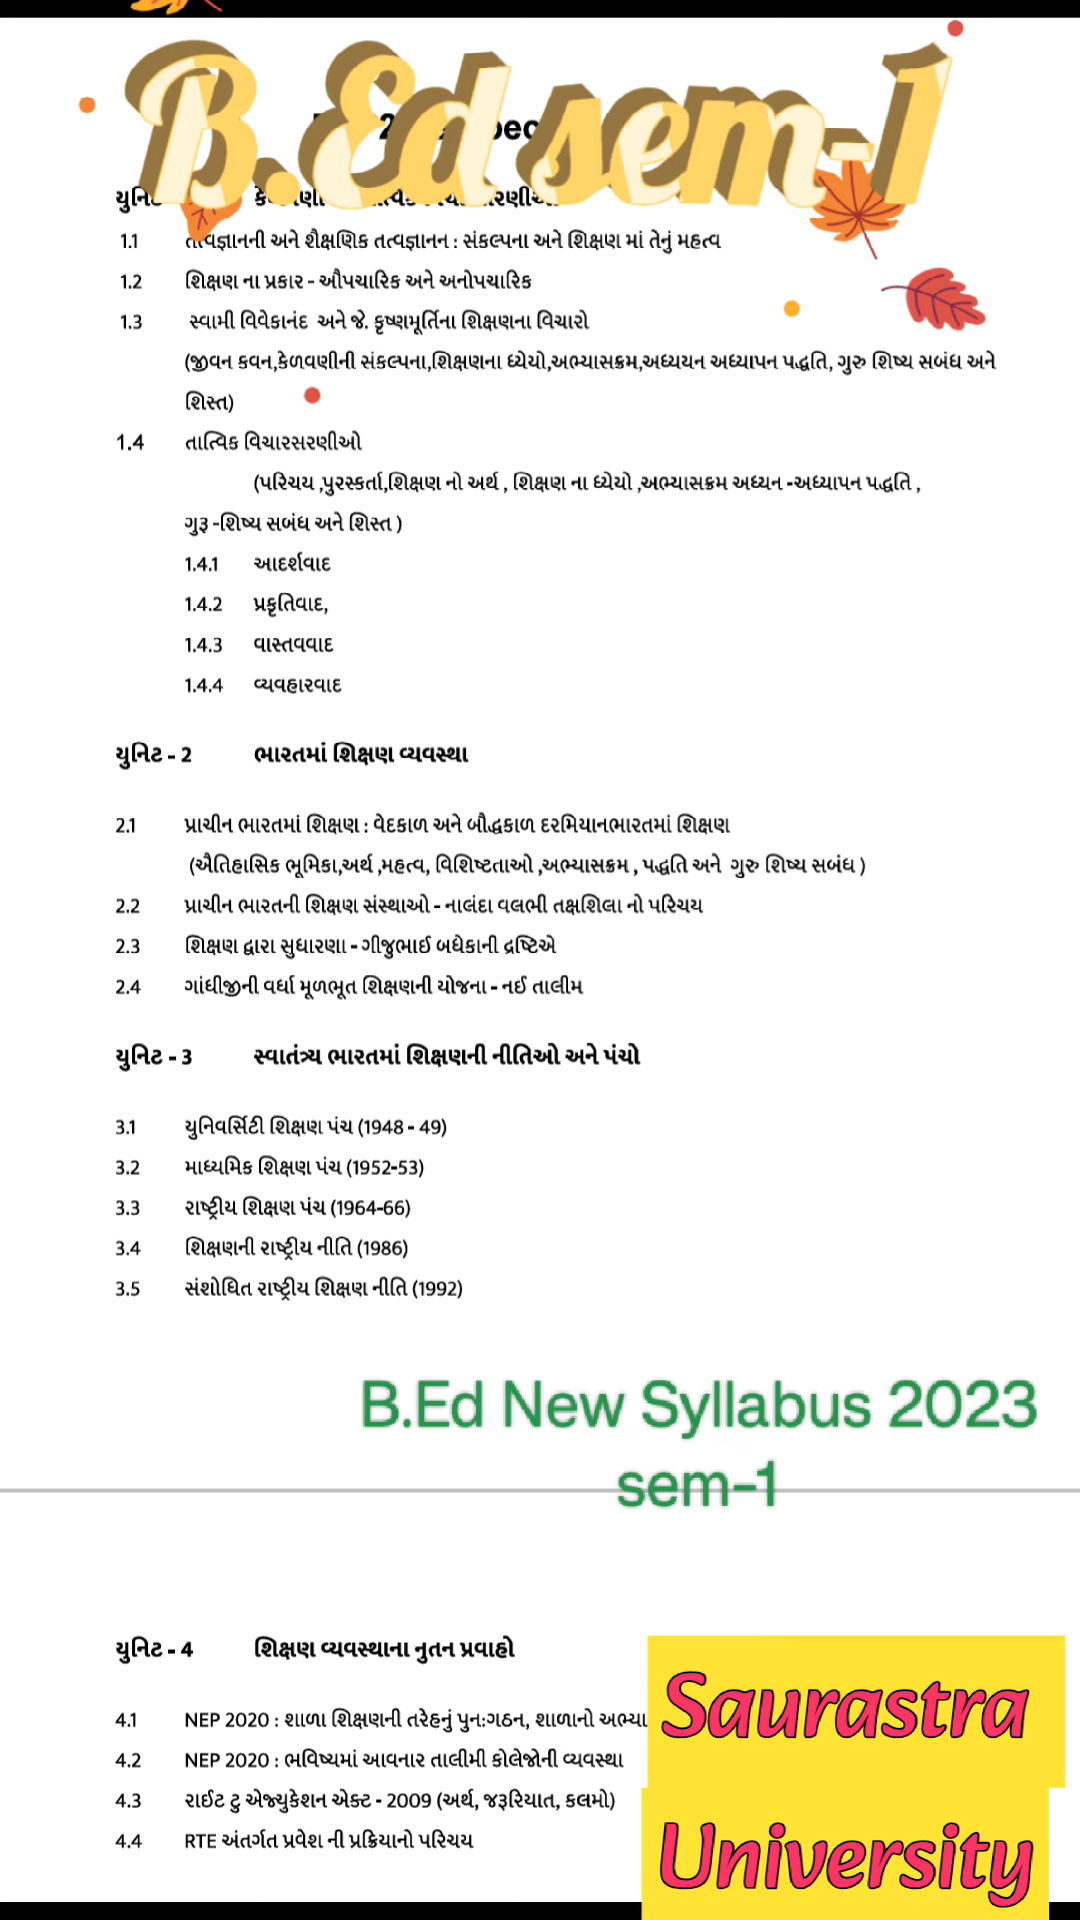 B.Ed sem-1
1.1 તત્વજ્ઞાનની અને શૈક્ષણિક તત્વજ્ઞાનન : સંકલ્પના અને શિક્ષણ માં તેનું મહત્વ
1.2 શિક્ષણ ના પ્રકાર - ઔપચારિક અને અનોપચારિક
1.3 સ્વામી વિવેકાનંદ અને જે. કૃષ્ણમૂર્તિના શિક્ષણના વિચારો
(જીવન કવન,કેળવણીની સંકલ્પના,શિક્ષણના ધ્યેયો,અભ્યાસક્રમ,અધ્યયન અધ્યાપન પદ્ધતિ, ગુરુ શિષ્ય સબંધ અને
શિસ્ત)
1.4 તાત્વિક વિચારસરણીઓ
(પરિચય ,પુરસ્કર્તા,શિક્ષણ નો અર્થ , શિક્ષણ ના ધ્યેયો ,અભ્યાસક્રમ અધ્યન -અધ્યાપન પદ્ધતિ ,
ગુરૂ -શિષ્ય સબંધ અને શિસ્ત )
1.4.1 આદર્શવાદ
1.4.2 પ્રકૃતિવાદ,
1.4.3 વાસ્તવવાદ
1.4.4 વ્યવહારવાદ
યુનિટ - 2 ભારતમાં શિક્ષણ વ્યવસ્થા
2.1 પ્રાચીન ભારતમાં શિક્ષણ : વેદકાળ અને બૌદ્ધકાળ દરમિયાનભારતમાં શિક્ષણ
(ઐતિહાસિક ભૂમિકા,અર્થ ,મહત્વ, વિશિષ્ટતાઓ ,અભ્યાસક્રમ , પદ્ધતિ અને ગુરુ શિષ્ય સબંધ )
2.2 પ્રાચીન ભારતની શિક્ષણ સંસ્થાઓ - નાલંદા વલભી તક્ષશિલા નો પરિચય
2.3 શિક્ષણ દ્વારા સુધારણા - ગીજુભાઈ બધેકાની દ્રષ્ટિએ
2.4 ગાંધીજીની વર્ધા મૂળભૂત શિક્ષણની યોજના - નઈ તાલીમ
યુનિટ - 3 સ્વાતંત્ર્ય ભારતમાં શિક્ષણની નીતિઓ અને પંચો
3.1 યુનિવર્સિટી શિક્ષણ પંચ (1948 - 49)
3.2 માધ્યમિક શિક્ષણ પંચ (1952-53)
3.3 રાષ્ટ્રીય શિક્ષણ પંચ (1964-66)
3.4 શિક્ષણની રાષ્ટ્રીય નીતિ (1986)
3.5 સંશોધિત રાષ્ટ્રીય શિક્ષણ નીતિ (1992)
B.Ed New Syllabus 2023
sem-1
યુનિટ - 4 શિક્ષણ વ્યવસ્થાના નુતન પ્રવાહો
4.1 NEP 2020 : શાળા શિક્ષણની તરેહનું પુન:ગઠન, શાળાનો
4.2 NEP 2020 : ભવિષ્યમાં આવનાર તાલીમી કોલેજોની વ્યવસ્થા
4.3 રાઈટ ટુ એજ્યુકેશન એક્ટ - 2009 (અર્થ, જરૂરિયાત, કલમો)
4.4 RTE અંતર્ગત પ્રવેશ ની પ્રક્રિયાનો પરિચય
Saurastra
University